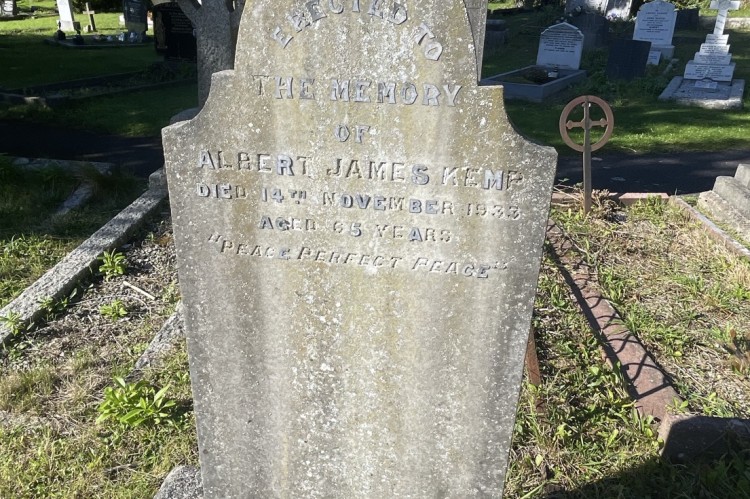 ERECTED TO
THE MEMORY
OF
ALBERT JAMES KEMP
DIED 14TH NOVEMBER 1933
AGED 65 YEARS
"PEACE PERFECT PEACE"